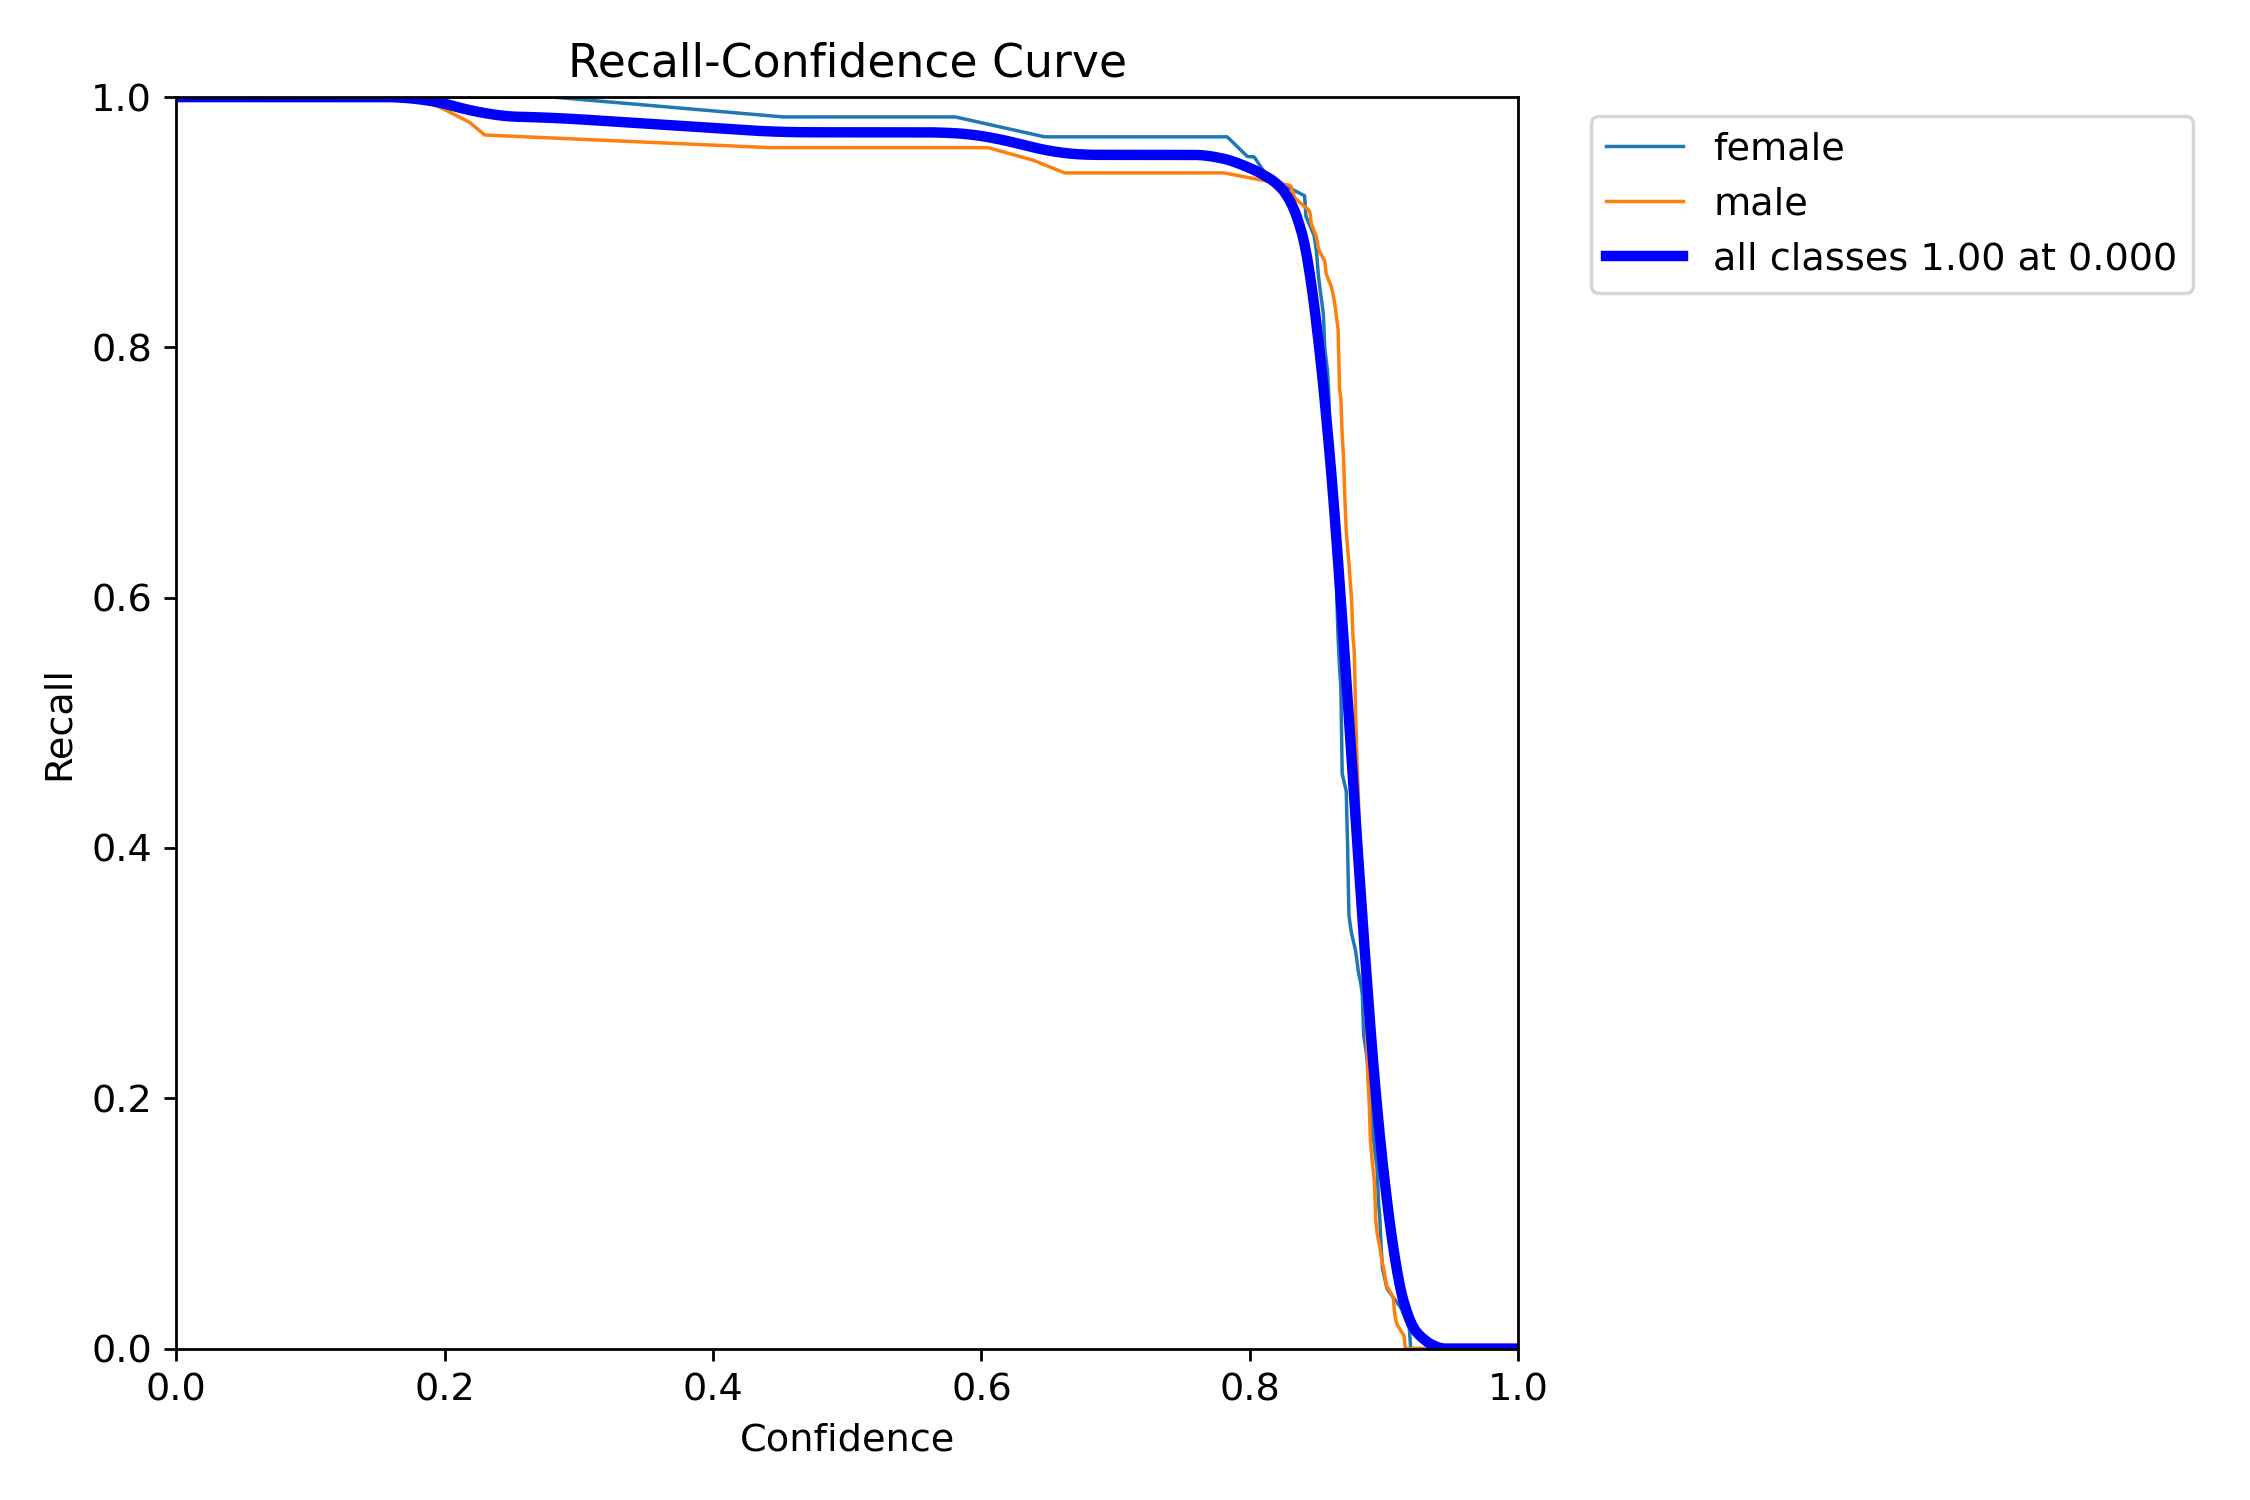 Recall-Confidence Curve
1.0
0.8
0.6
0.4
0.2
0.0
Recall
0.0 0.2 0.4 0.6 0.8 1.0
Confidence
female
male
all classes 1.00 at 0.000